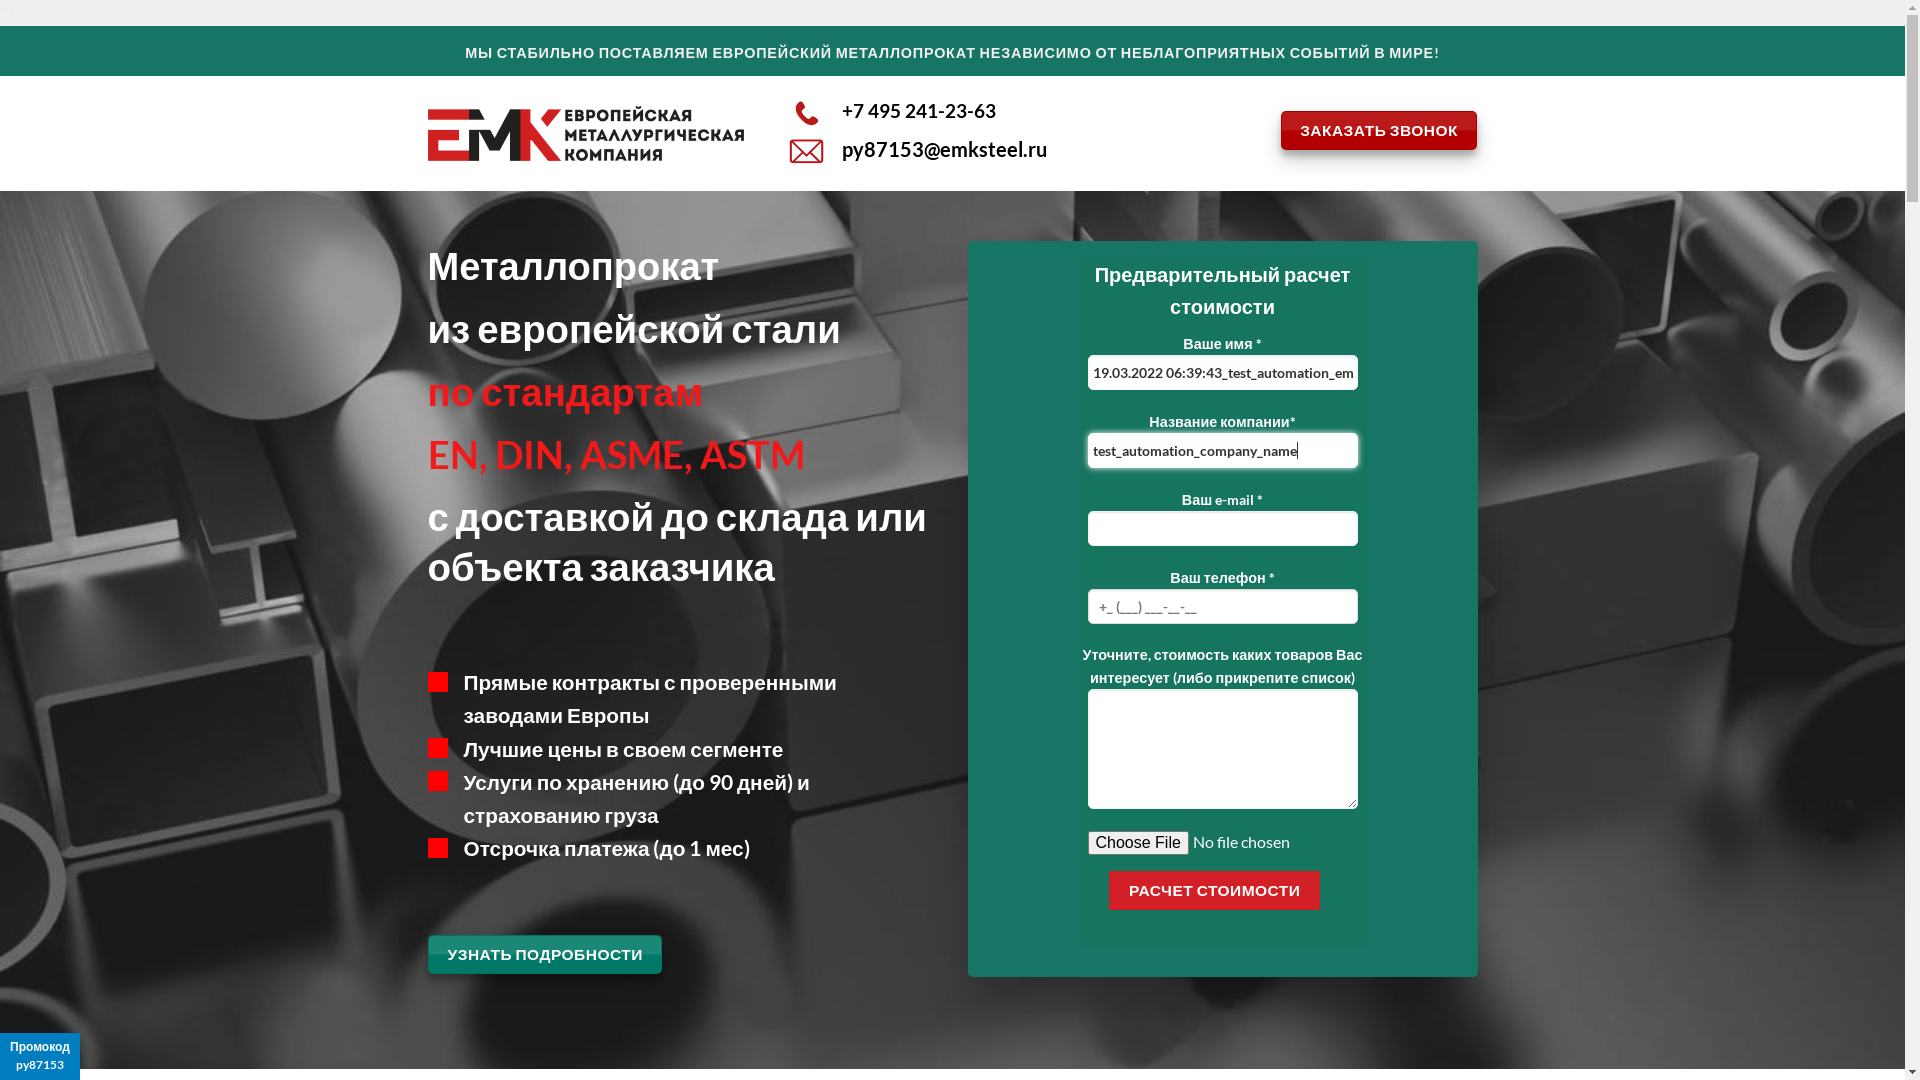 МЫ СТАБИЛЬНО ПОСТАВЛЯЕМ ЕВРОПЕЙСКИЙ МЕТАЛЛОПРОКАТ НЕЗАВИСИМО ОТ НЕБЛАГОПРИЯТНЫХ СОБЫТИЙ В МИРЕ!
ЕМК
ЕВРОПЕЙСКАЯ
МЕТАЛЛУРГИЧЕСКАЯ
КОМПАНИЯ
+7 495 241-23-63
py87153@emksteel.ru
ЗАКАЗАТЬ ЗВОНОК
Металлопрокат
из европейской стали
по стандартам
EN, DIN, ASME, ASTM
с доставкой до склада или
объекта заказчика
Прямые контракты с проверенными
заводами Европы
Лучшие цены в своем сегменте
Услуги по хранению (до 90 дней) и
страхованию груза
Отсрочка платежа (до 1 мес)
УЗНАТЬ ПОДРОБНОСТИ
Предварительный расчет
стоимости
Ваше имя *
19.03.2022 06:39:43_test_automation_em
Название компании*
test_automation_company_name
Ваш e-mail *
Ваш телефон *
+_ (___) ___-__-__
Уточните, стоимость каких товаров Вас
интересует (либо прикрепите список)
Choose File No file chosen
РАСЧЕТ СТОИМОСТИ
Промокод
py87153